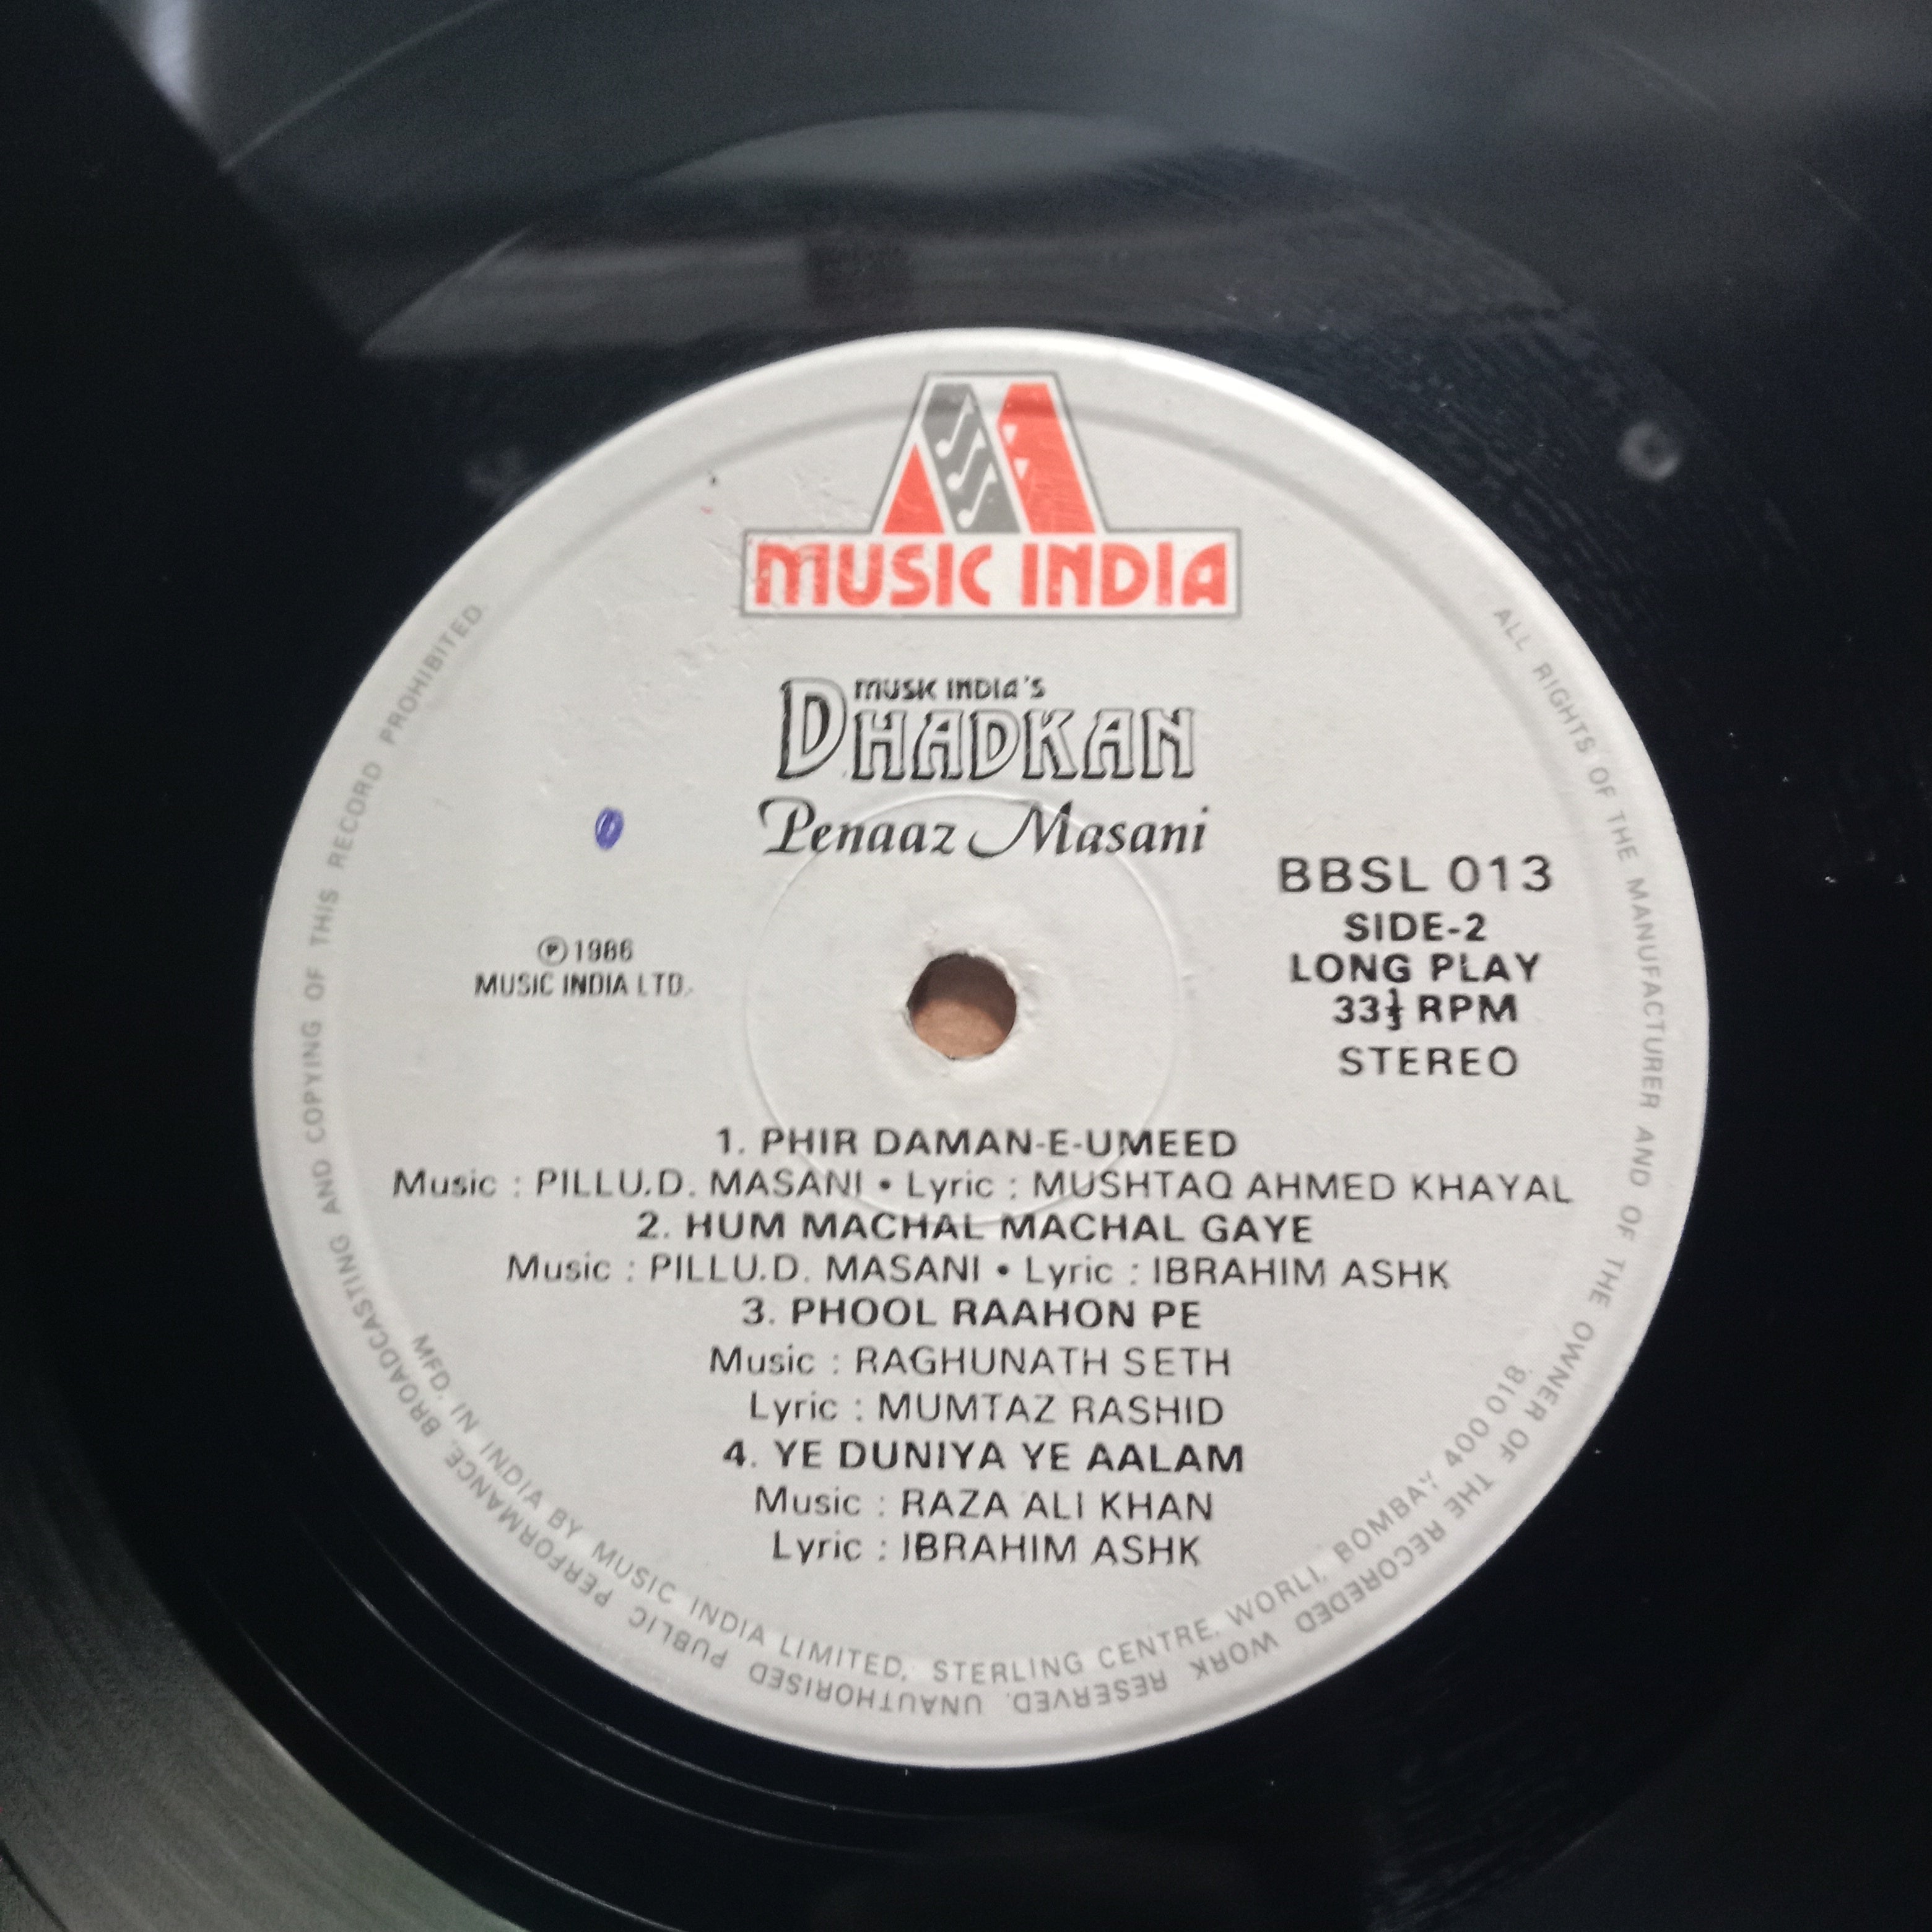 MUSIC INDIA
MUSIC INDIA'S
DHADKAN
Penaaz Masani
BBSL 013
SIDE-2
LONG PLAY
33⅓ RPM
STEREO
Ⓟ1986
MUSIC INDIA LTD.
1. PHIR DAMAN-E-UMEED
Music : PILLU.D. MASANI • Lyric : MUSHTAQ AHMED KHAYAL
2. HUM MACHAL MACHAL GAYE
Music : PILLU.D. MASANI • Lyric : IBRAHIM ASHK
3. PHOOL RAAHON PE
Music : RAGHUNATH SETH
Lyric : MUMTAZ RASHID
4. YE DUNIYA YE AALAM
Music : RAZA ALI KHAN
Lyric : IBRAHIM ASHK
MFD. IN INDIA BY MUSIC INDIA LIMITED, STERLING CENTRE, WORLI, BOMBAY 400 018.
ALL RIGHTS OF THE MANUFACTURER AND OF THE OWNER OF THE RECORDED WORK RESERVED. UNAUTHORISED PUBLIC PERFORMANCE, BROADCASTING AND COPYING OF THIS RECORD PROHIBITED.